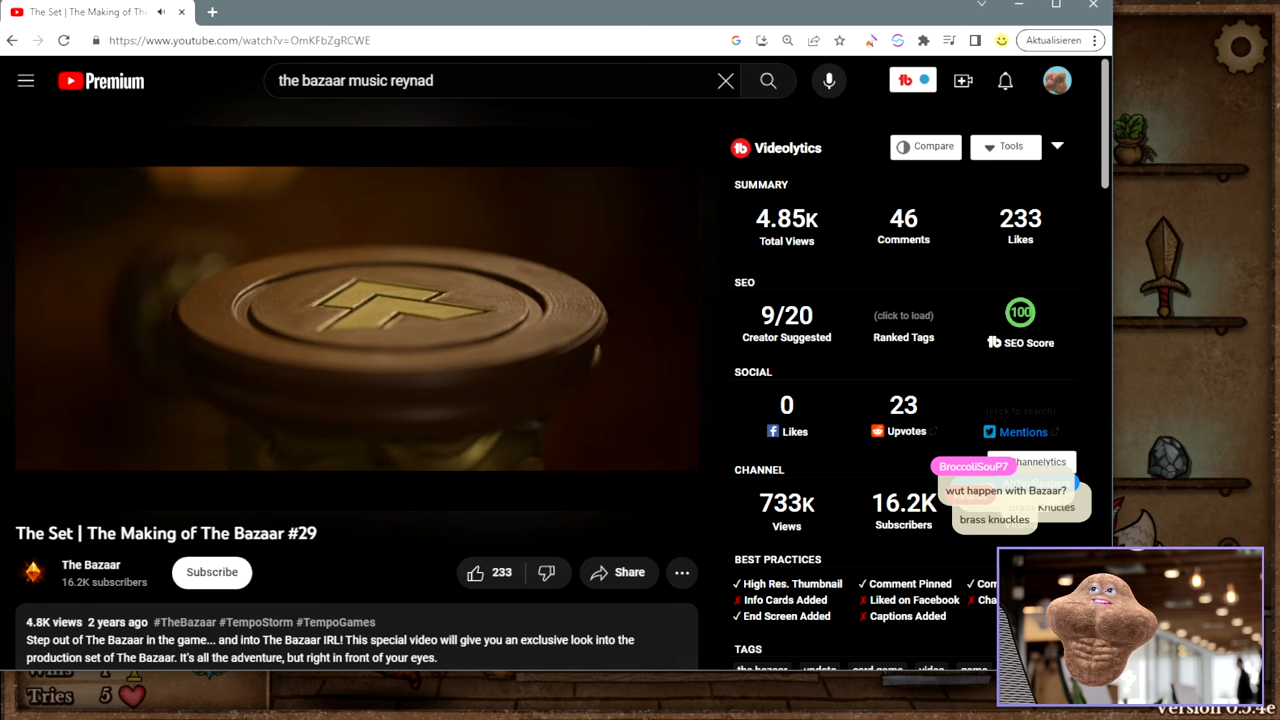 The Set | The Making of Th
https://www.youtube.com/watch?v=OmKFbZgRCWE
Aktualisieren
Premium
the bazaar music reynad
Videolytics
Compare
Tools
SUMMARY
4.85K
46
233
Total Views
Comments
Likes
SEO
9/20
(click to load)
100
Creator Suggested
Ranked Tags
SEO Score
SOCIAL
0
23
(click to search)
Likes
Upvotes
Mentions
Channelytics
CHANNEL
BroccoliSouP7
wut happen with Bazaar?
733K
16.2K
Brass Knucles
brass knuckles
Views
Subscribers
The Set | The Making of The Bazaar #29
The Bazaar
16.2K subscribers
Subscribe
233
Share
BEST PRACTICES
✓ High Res. Thumbnail
✓ Comment Pinned
✓ Com
✗ Info Cards Added
✗ Liked on Facebook
✗ Cha
✓ End Screen Added
✗ Captions Added
4.8K views 2 years ago #TheBazaar #TempoStorm #TempoGames
Step out of The Bazaar in the game... and into The Bazaar IRL! This special video will give you an exclusive look into the
production set of The Bazaar. It's all the adventure, but right in front of your eyes.
TAGS
the bazaar
update
card game
video
game
Tries 5
version 0.5.4e